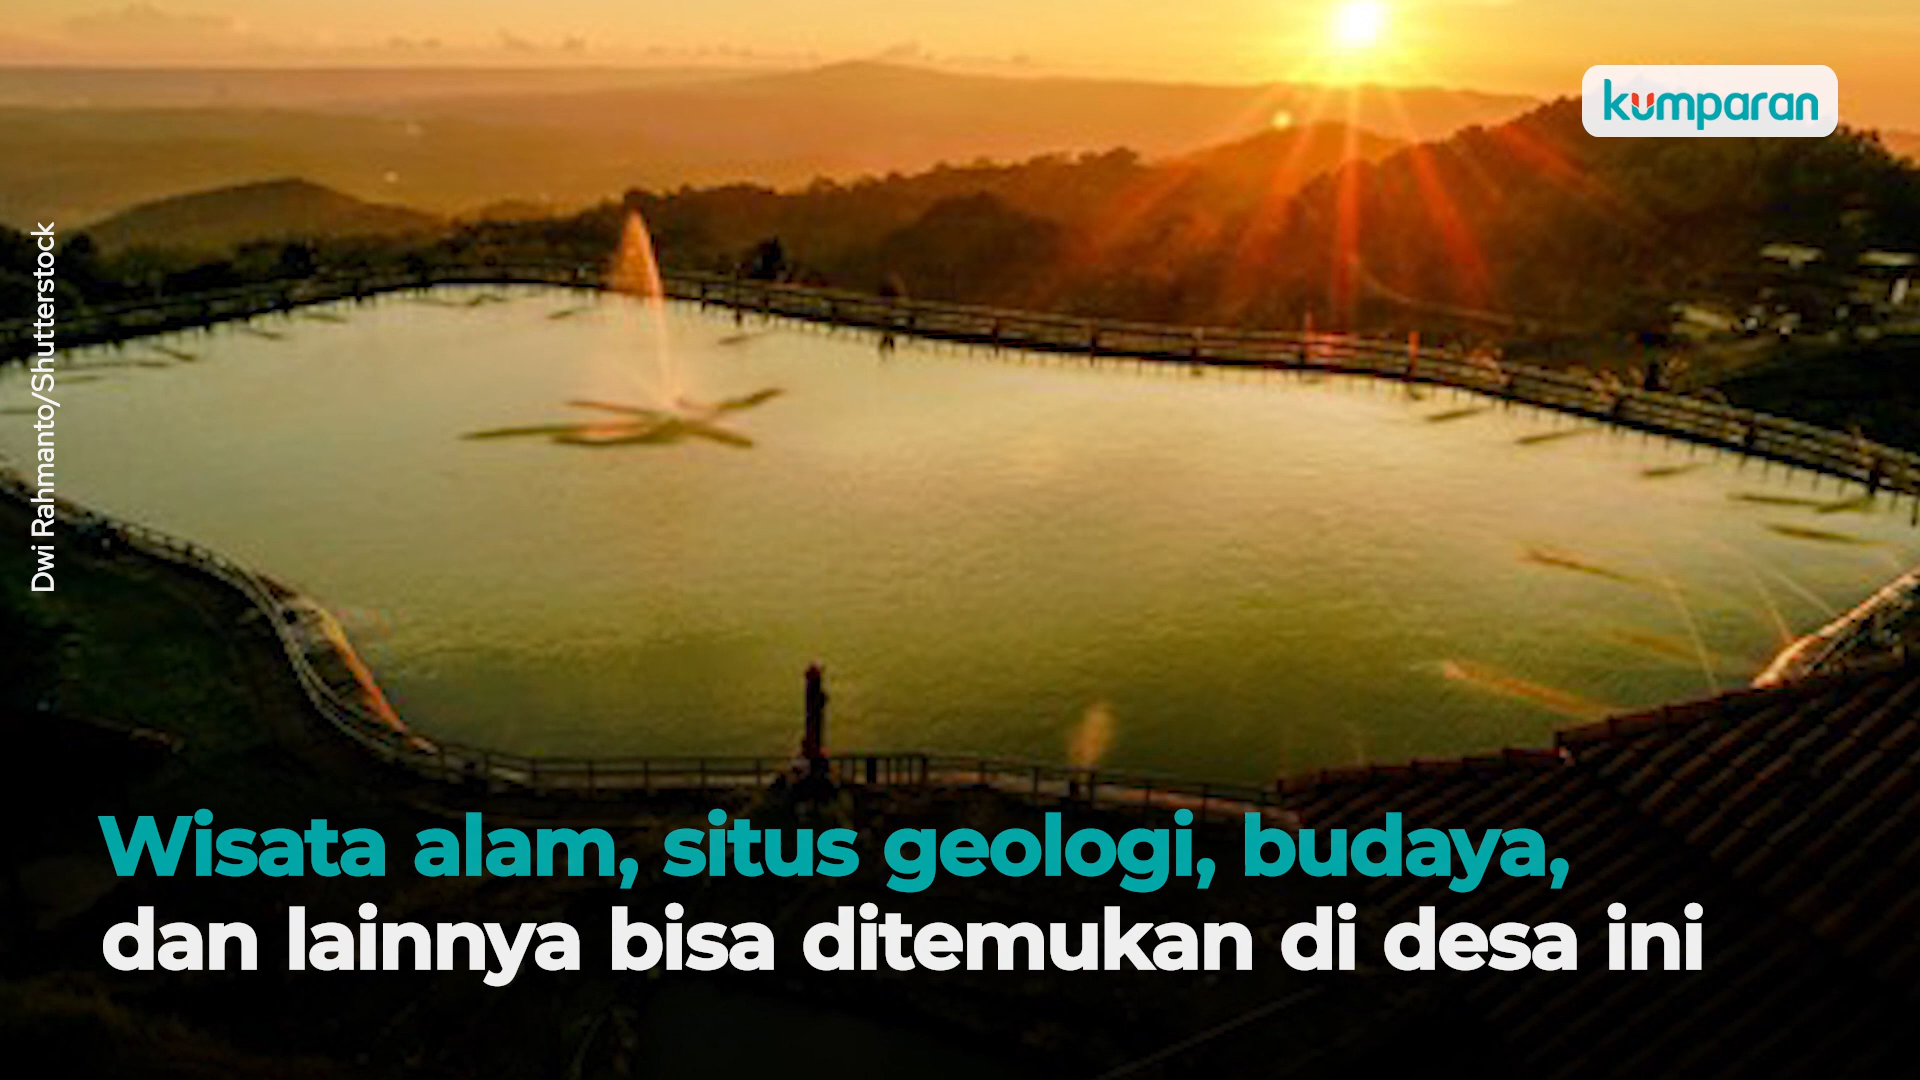 kumparan
Dwi Rahmanto/Shutterstock
Wisata alam, situs geologi, budaya,
dan lainnya bisa ditemukan di desa ini